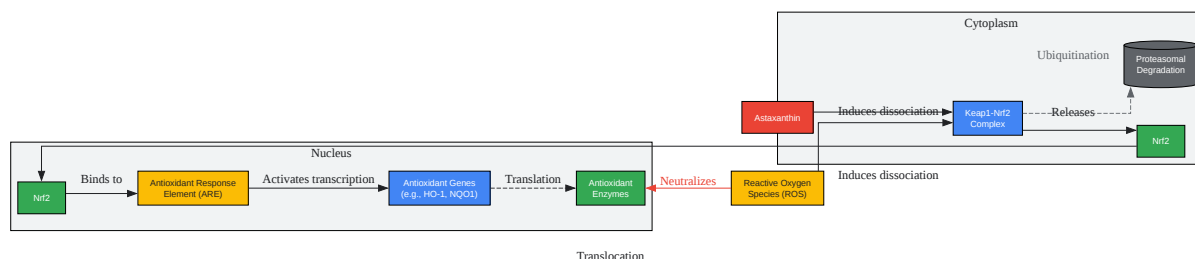 Cytoplasm
Ubiquitination
Proteasomal
Degradation
Astaxanthin
Induces dissociation
Keap1-Nrf2
Complex
Releases
Nrf2
Nucleus
Nrf2
Binds to
Antioxidant Response
Element (ARE)
Activates transcription
Antioxidant Genes
(e.g., HO-1, NQO1)
Translation
Antioxidant
Enzymes
Neutralizes
Reactive Oxygen
Species (ROS)
Induces dissociation
Translocation